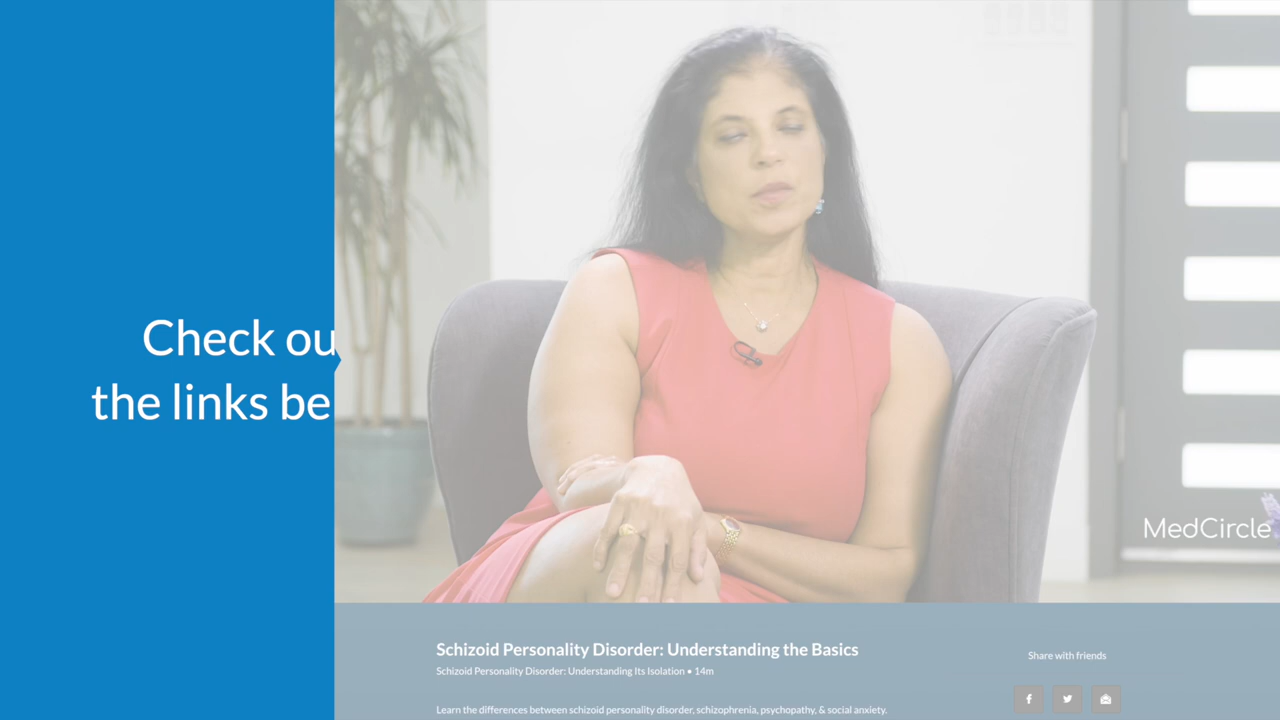 Check ou
the links be
MedCircle
Schizoid Personality Disorder: Understanding the Basics
Schizoid Personality Disorder: Understanding Its Isolation • 14m
Share with friends
Learn the differences between schizoid personality disorder, schizophrenia, psychopathy, & social anxiety.